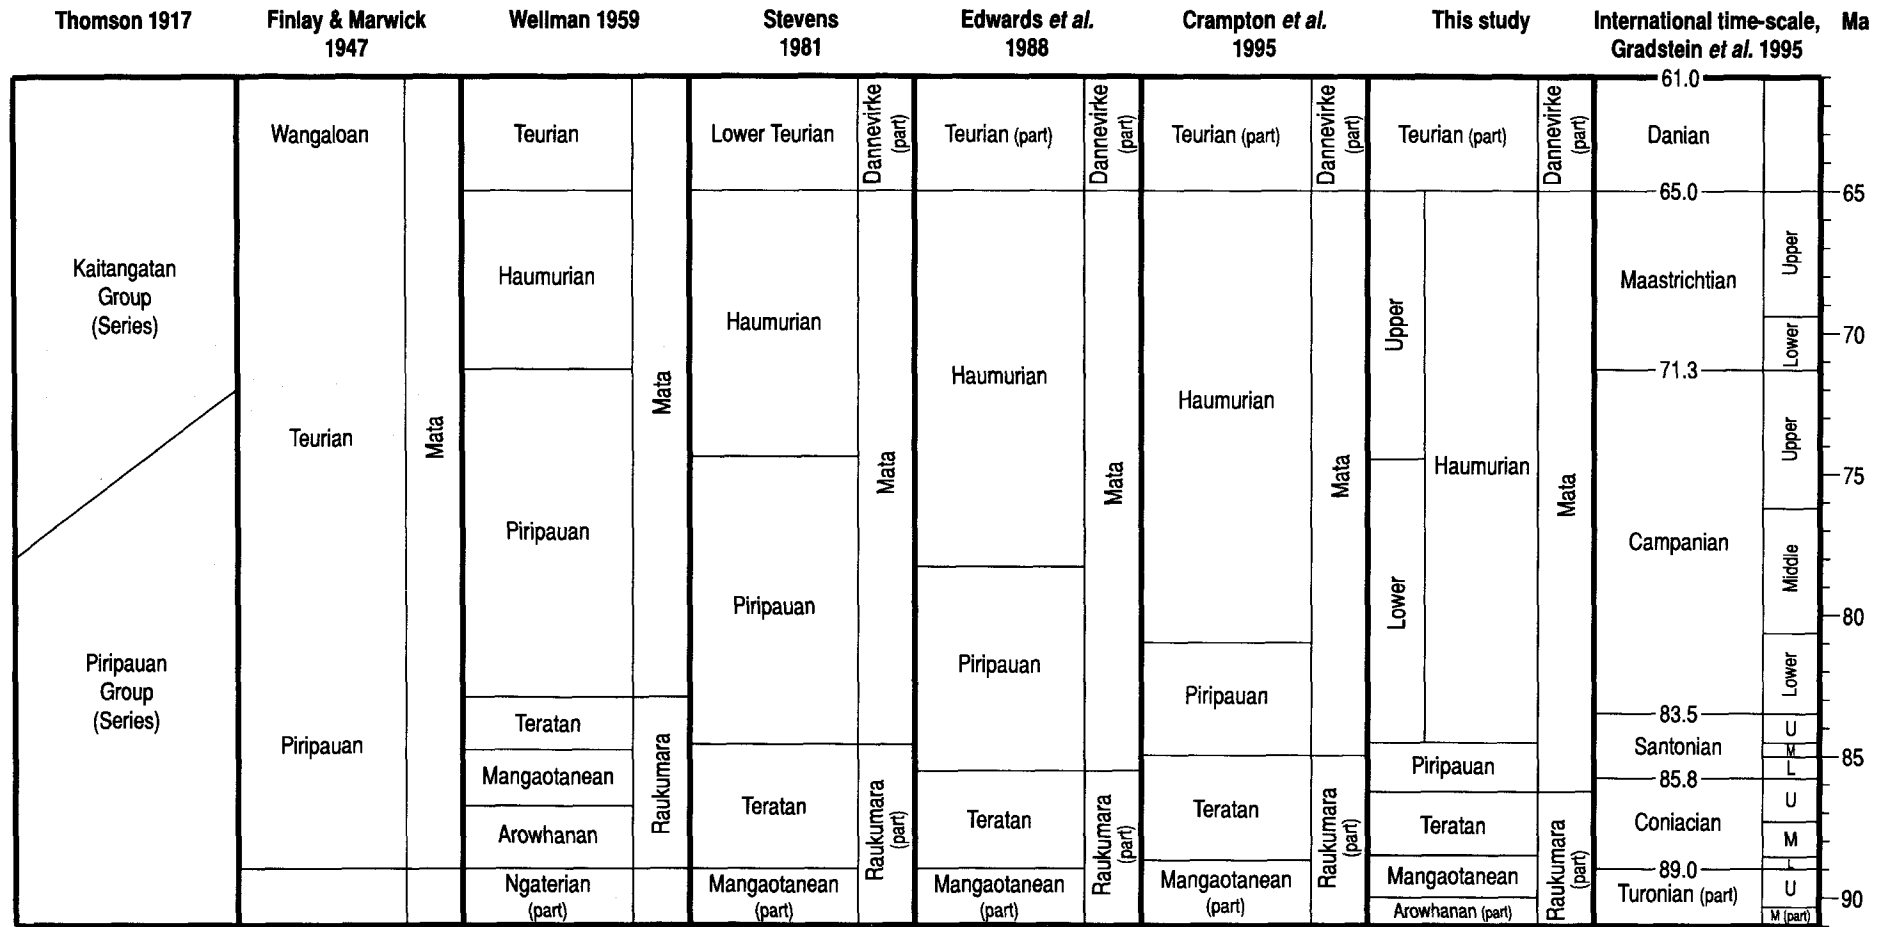 Thomson 1917
Finlay & Marwick
1947
Wellman 1959
Stevens
1981
Edwards et al.
1988
Crampton et al.
1995
This study
International time-scale,
Gradstein et al. 1995
Ma
Kaitangatan
Group
(Series)
Piripauan
Group
(Series)
Wangaloan
Teurian
Piripauan
Mata
Teurian
Haumurian
Piripauan
Teratan
Mangaotanean
Arowhanan
Ngaterian
(part)
Mata
Raukumara
Lower Teurian
Haumurian
Piripauan
Teratan
Mangaotanean
(part)
Dannevirke
(part)
Mata
Raukumara
(part)
Teurian (part)
Haumurian
Piripauan
Teratan
Mangaotanean
(part)
Dannevirke
(part)
Mata
Raukumara
(part)
Teurian (part)
Haumurian
Piripauan
Teratan
Mangaotanean
(part)
Dannevirke
(part)
Mata
Raukumara
(part)
Teurian (part)
Upper
Lower
Haumurian
Piripauan
Teratan
Mangaotanean
Arowhanan (part)
Dannevirke
(part)
Mata
Raukumara
(part)
61.0
Danian
65.0
Maastrichtian
71.3
Campanian
83.5
Santonian
85.8
Coniacian
89.0
Turonian (part)
Upper
Lower
Upper
Middle
Lower
U
M
L
U
M
L
U
M (part)
65
70
75
80
85
90